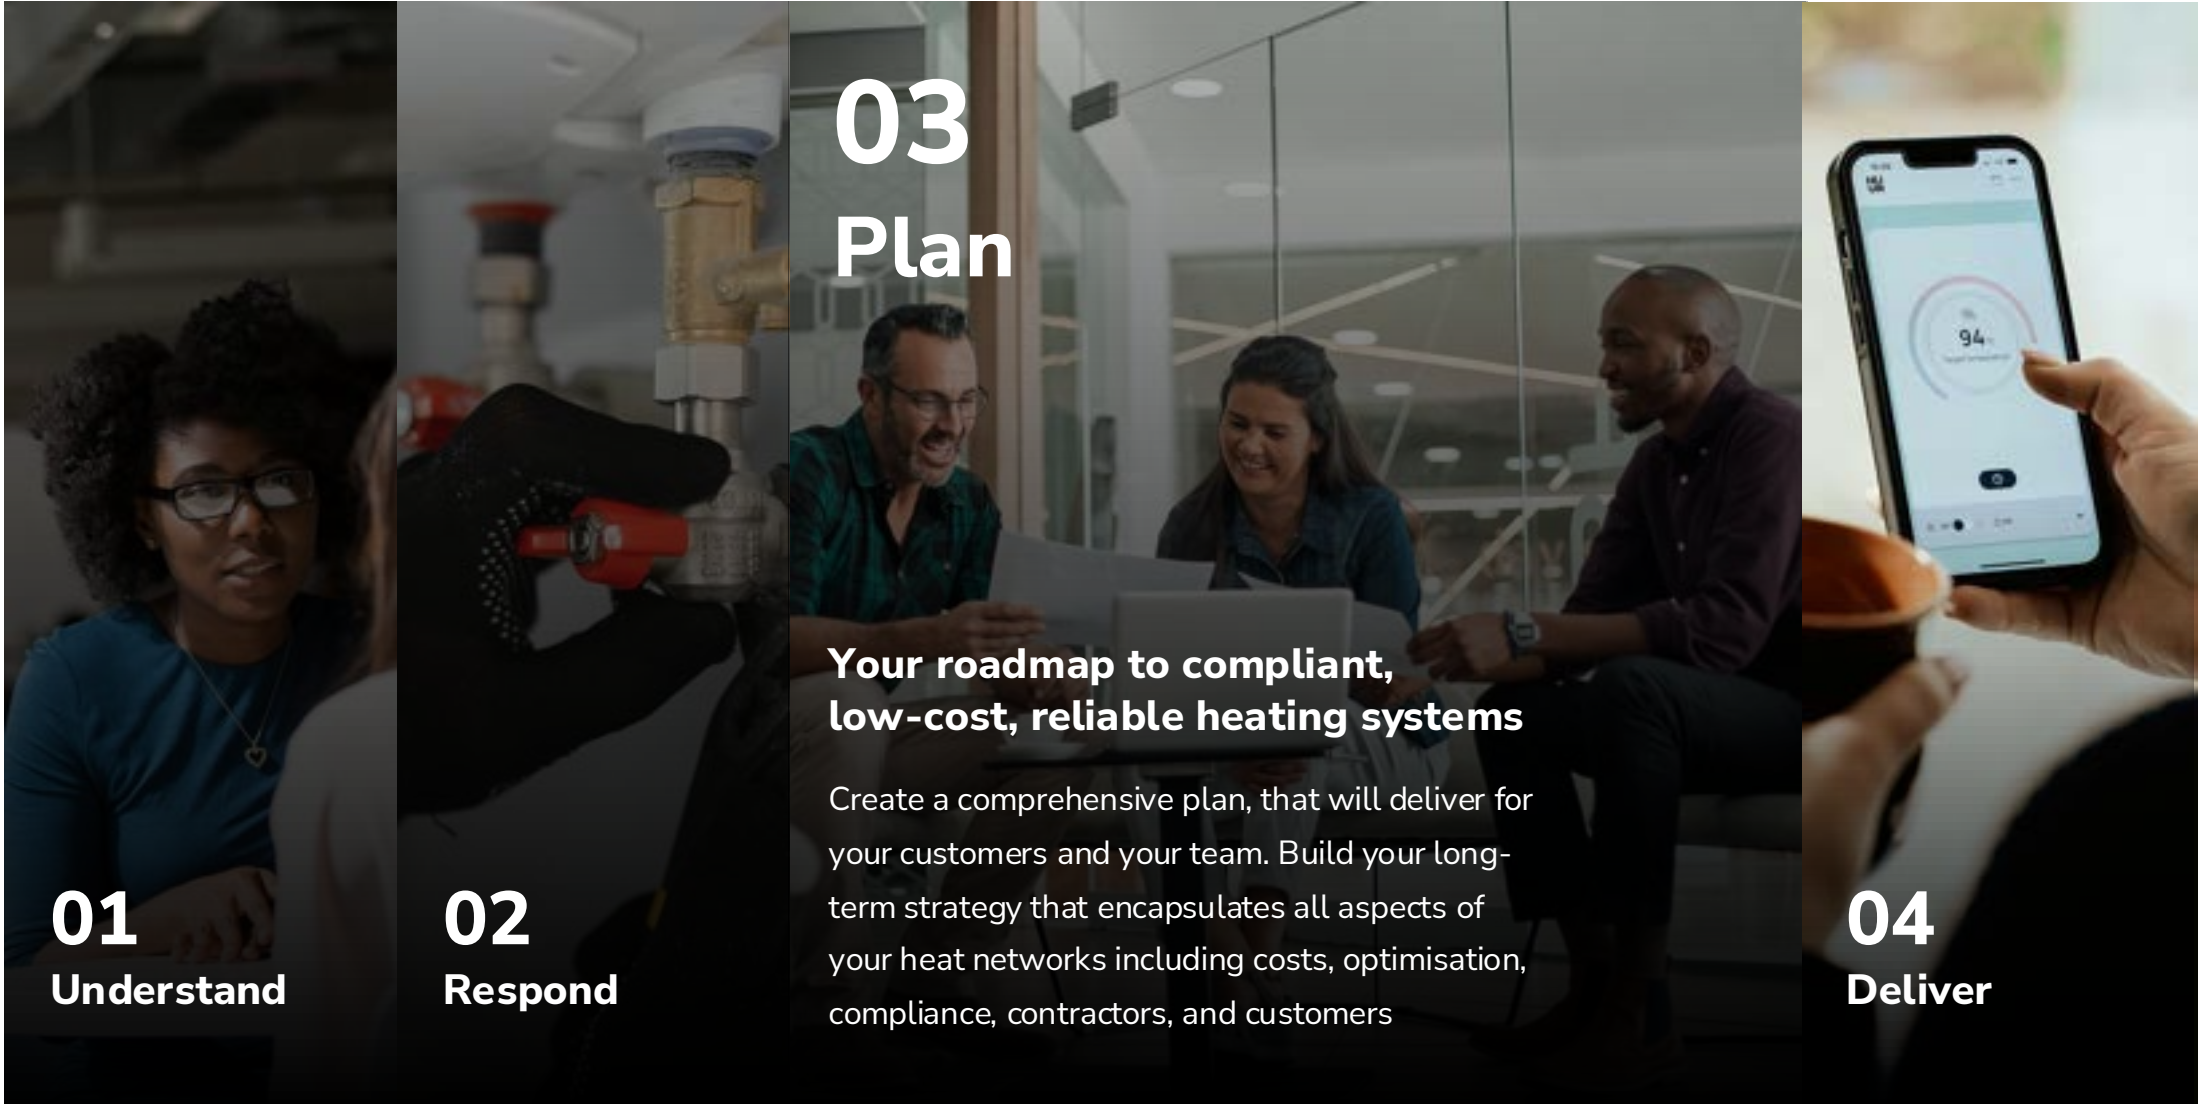 01
Understand
02
Respond
03
Plan
Your roadmap to compliant,
low-cost, reliable heating systems
Create a comprehensive plan, that will deliver for
your customers and your team. Build your long-
term strategy that encapsulates all aspects of
your heat networks including costs, optimisation,
compliance, contractors, and customers
94
04
Deliver